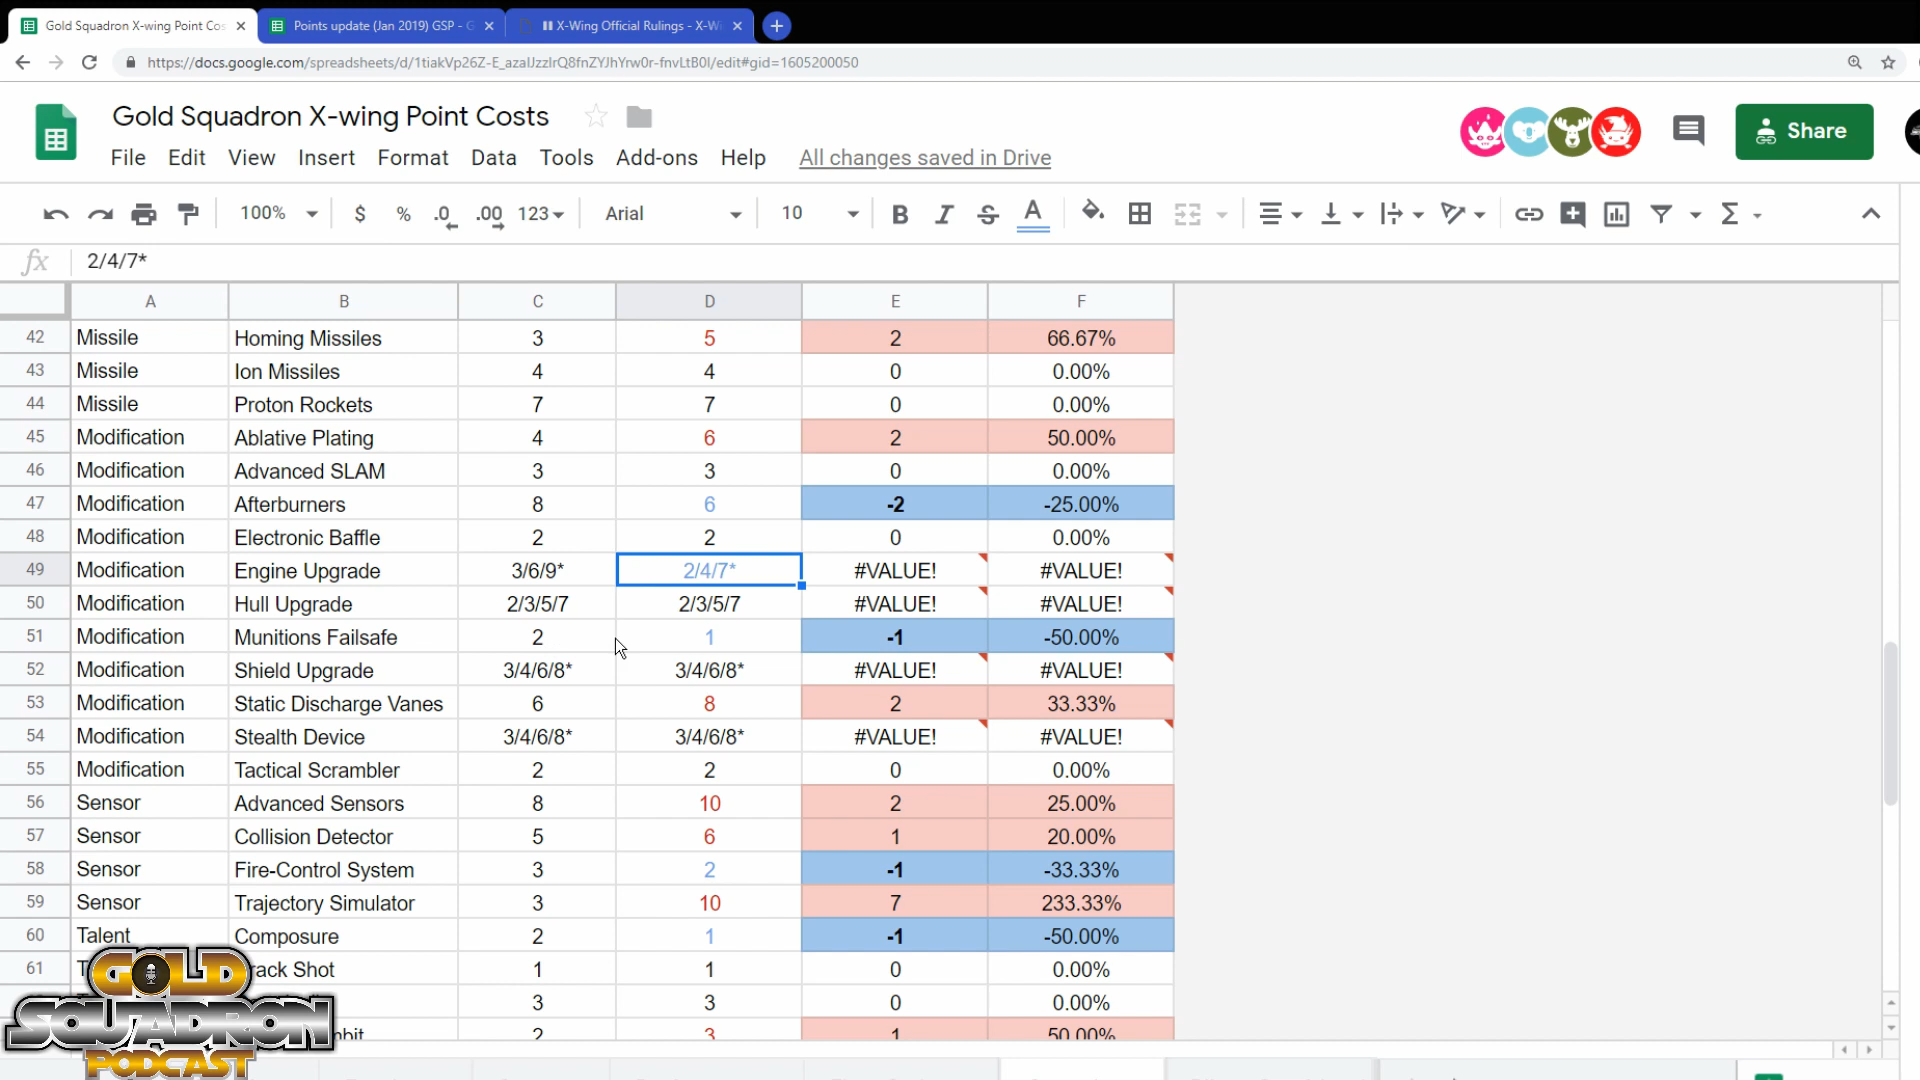 Gold Squadron X-wing Point Cos
Points update (Jan 2019) GSP - G
X-Wing Official Rulings - X-Wi
https://docs.google.com/spreadsheets/d/1tiakVp26Z-E_azalJzzlrQ8fnZYJhYrw0r-fnvLtB0I/edit#gid=1605200050
Gold Squadron X-wing Point Costs
File Edit View Insert Format Data Tools Add-ons Help All changes saved in Drive
Share
100% $ % .0 .00 123 Arial 10 B I S A Σ
fx 2/4/7*
A B C D E F
42 Missile Homing Missiles 3 5 2 66.67%
43 Missile Ion Missiles 4 4 0 0.00%
44 Missile Proton Rockets 7 7 0 0.00%
45 Modification Ablative Plating 4 6 2 50.00%
46 Modification Advanced SLAM 3 3 0 0.00%
47 Modification Afterburners 8 6 -2 -25.00%
48 Modification Electronic Baffle 2 2 0 0.00%
49 Modification Engine Upgrade 3/6/9* 2/4/7* #VALUE! #VALUE!
50 Modification Hull Upgrade 2/3/5/7 2/3/5/7 #VALUE! #VALUE!
51 Modification Munitions Failsafe 2 1 -1 -50.00%
52 Modification Shield Upgrade 3/4/6/8* 3/4/6/8* #VALUE! #VALUE!
53 Modification Static Discharge Vanes 6 8 2 33.33%
54 Modification Stealth Device 3/4/6/8* 3/4/6/8* #VALUE! #VALUE!
55 Modification Tactical Scrambler 2 2 0 0.00%
56 Sensor Advanced Sensors 8 10 2 25.00%
57 Sensor Collision Detector 5 6 1 20.00%
58 Sensor Fire-Control System 3 2 -1 -33.33%
59 Sensor Trajectory Simulator 3 10 7 233.33%
60 Talent Composure 2 1 -1 -50.00%
61 T rack Shot 1 1 0 0.00%
3 3 0 0.00%
mbit 2 3 1 50.00%
GOLD
SQUADRON
PODCAST